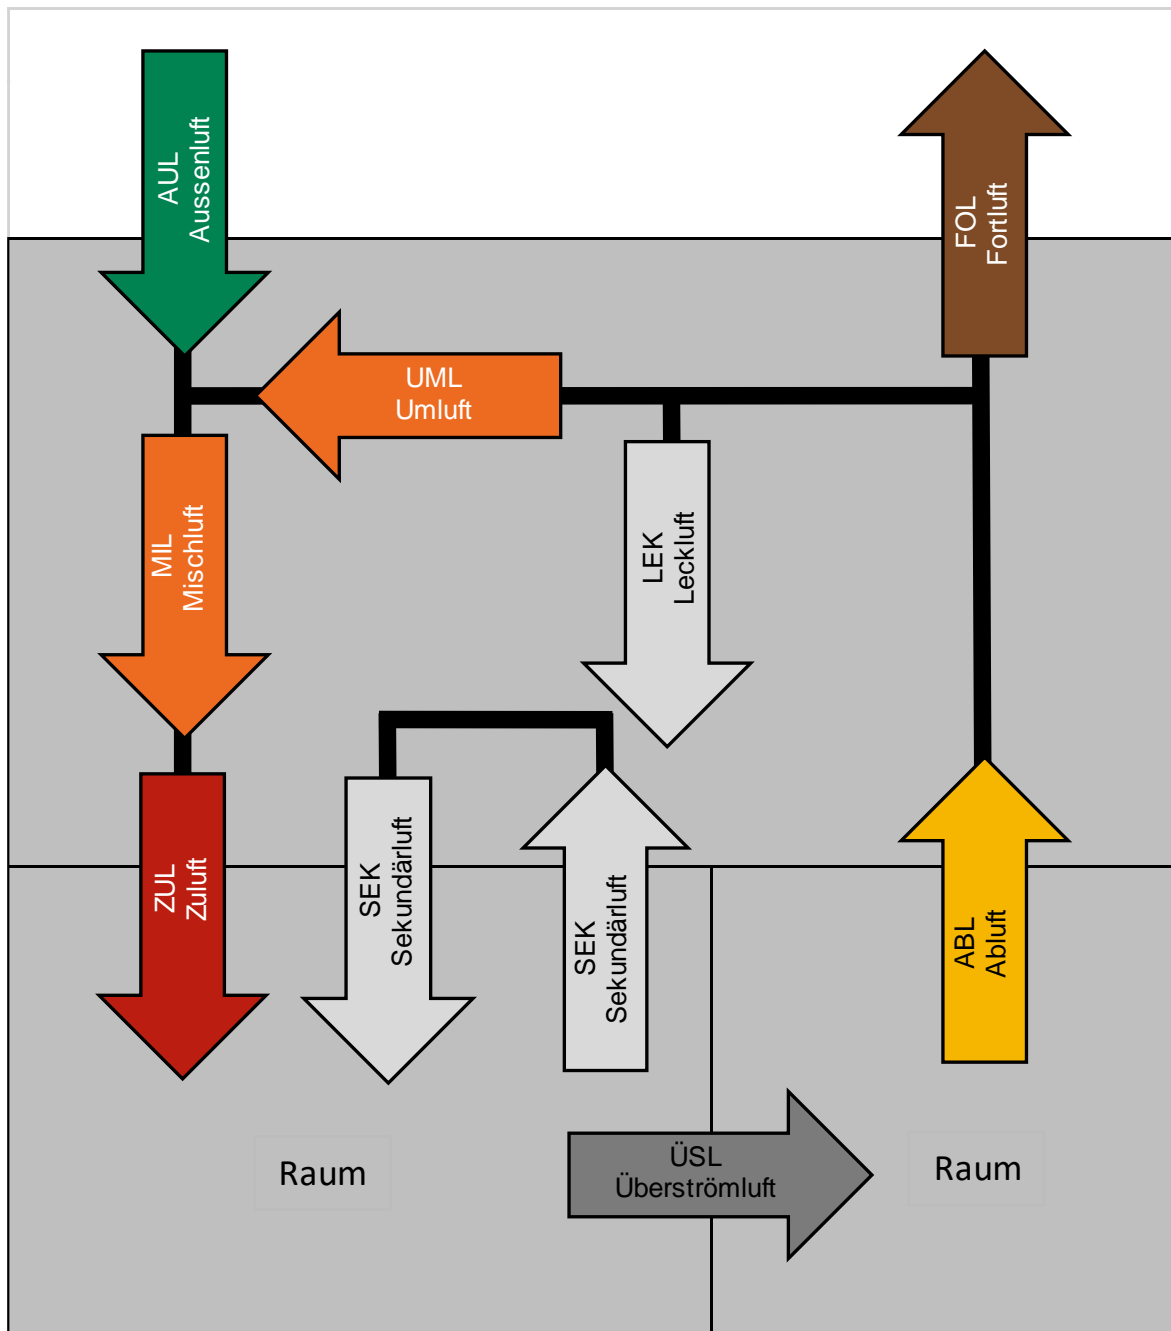 AUL
Aussenluft
FOL
Fortluft
UML
Umluft
MIL
Mischluft
LEK
Leckluft
ZUL
Zuluft
SEK
Sekundärluft
SEK
Sekundärluft
ABL
Abluft
Raum
ÜSL
Überströmluft
Raum